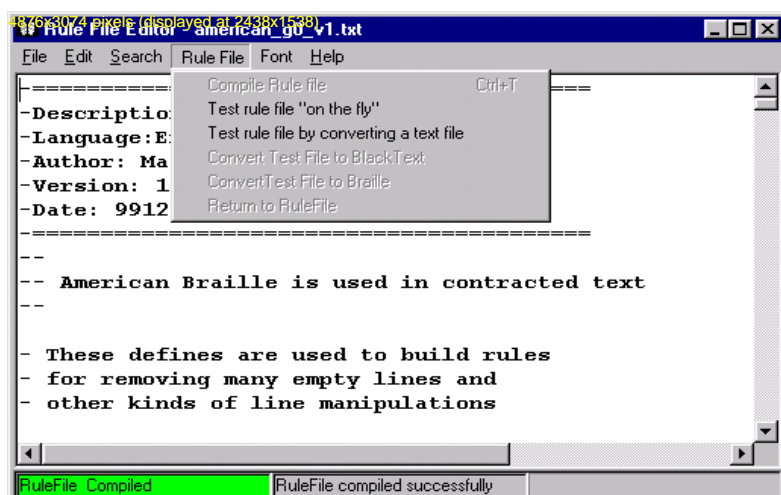 4876x3074 pixels (displayed at 2438x1538)
Rule File Editor - american_g0_v1.txt
File Edit Search Rule File Font Help
Compile Rule file Ctrl+T
Test rule file "on the fly"
Test rule file by converting a text file
Convert Test File to BlackText
ConvertTest File to Braille
Return to RuleFile
-=======================================
-Descriptio
-Language:E
-Author: Ma
-Version: 1
-Date: 9912
-=======================================
--
-- American Braille is used in contracted text
--
- These defines are used to build rules
- for removing many empty lines and
- other kinds of line manipulations
RuleFile Compiled
RuleFile compiled successfully